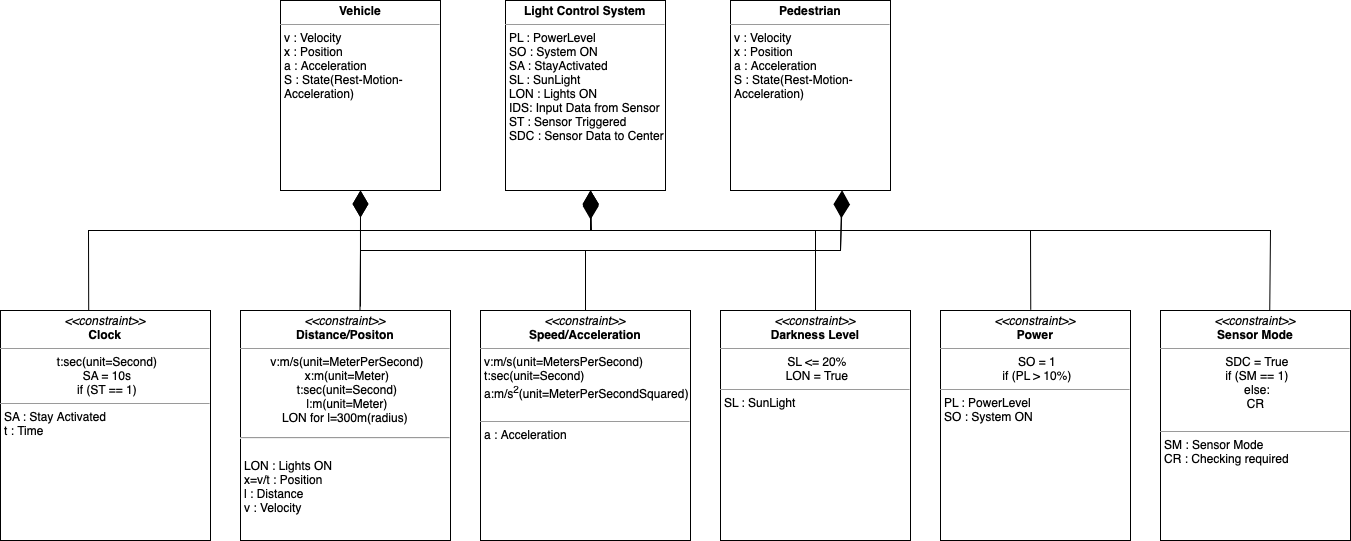 Vehicle
v : Velocity
x : Position
a : Acceleration
S : State(Rest-Motion-
Acceleration)
Light Control System
PL : PowerLevel
SO : System ON
SA : StayActivated
SL : SunLight
LON : Lights ON
IDS: Input Data from Sensor
ST : Sensor Triggered
SDC : Sensor Data to Center
Pedestrian
v : Velocity
x : Position
a : Acceleration
S : State(Rest-Motion-
Acceleration)
<<constraint>>
Clock
t:sec(unit=Second)
SA = 10s
if (ST == 1)
SA : Stay Activated
t : Time
<<constraint>>
Distance/Positon
v:m/s(unit=MeterPerSecond)
x:m(unit=Meter)
t:sec(unit=Second)
l:m(unit=Meter)
LON for l=300m(radius)
LON : Lights ON
x=v/t : Position
l : Distance
v : Velocity
<<constraint>>
Speed/Acceleration
v:m/s(unit=MetersPerSecond)
t:sec(unit=Second)
a:m/s²(unit=MeterPerSecondSquared)
a : Acceleration
<<constraint>>
Darkness Level
SL <= 20%
LON = True
SL : SunLight
<<constraint>>
Power
SO = 1
if (PL > 10%)
PL : PowerLevel
SO : System ON
<<constraint>>
Sensor Mode
SDC = True
if (SM == 1)
else:
CR
SM : Sensor Mode
CR : Checking required